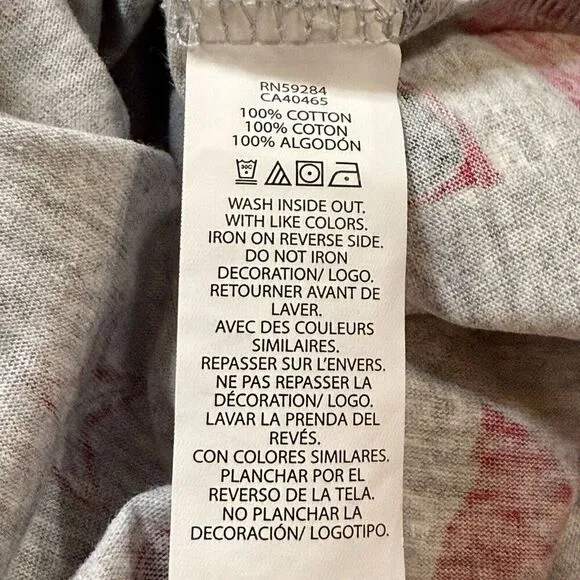 RN59284
CA40465
100% COTTON
100% COTON
100% ALGODÓN
30C
WASH INSIDE OUT.
WITH LIKE COLORS.
IRON ON REVERSE SIDE.
DO NOT IRON
DECORATION/ LOGO.
RETOURNER AVANT DE
LAVER.
AVEC DES COULEURS
SIMILAIRES.
REPASSER SUR L'ENVERS.
NE PAS REPASSER LA
DÉCORATION/ LOGO.
LAVAR LA PRENDA DEL
REVÉS.
CON COLORES SIMILARES.
PLANCHAR POR EL
REVERSO DE LA TELA.
NO PLANCHAR LA
DECORACIÓN/ LOGOTIPO.